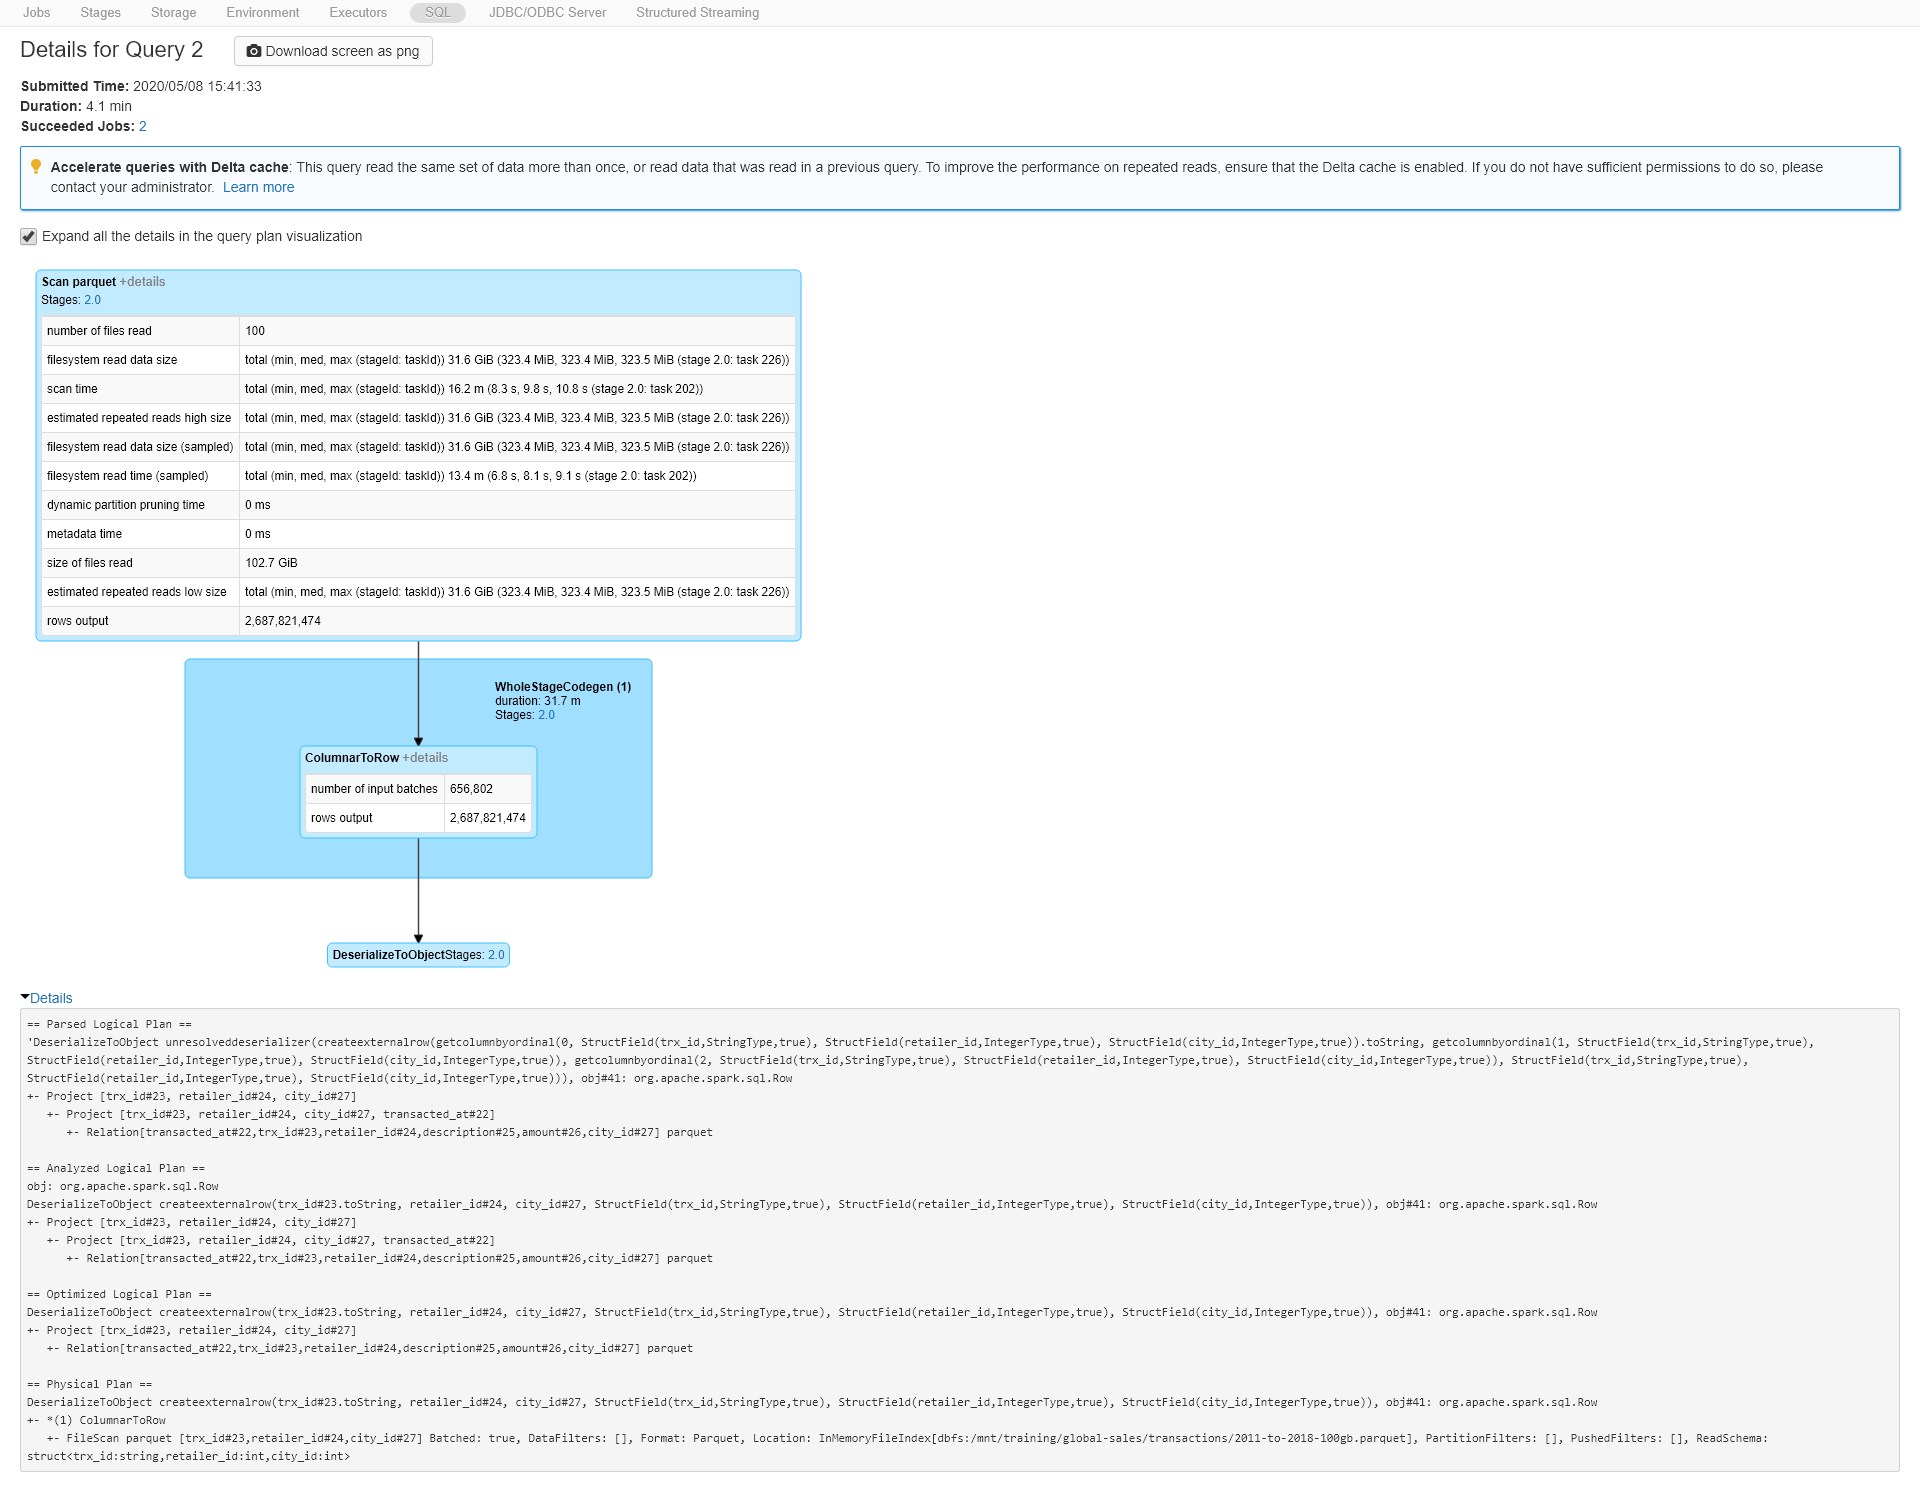 Jobs Stages Storage Environment Executors SQL JDBC/ODBC Server Structured Streaming
Details for Query 2 Download screen as png
Submitted Time: 2020/05/08 15:41:33
Duration: 4.1 min
Succeeded Jobs: 2
Accelerate queries with Delta cache: This query read the same set of data more than once, or read data that was read in a previous query. To improve the performance on repeated reads, ensure that the Delta cache is enabled. If you do not have sufficient permissions to do so, please
contact your administrator. Learn more
Expand all the details in the query plan visualization
Scan parquet +details
Stages: 2.0
number of files read 100
filesystem read data size total (min, med, max (stageId: taskId)) 31.6 GiB (323.4 MiB, 323.4 MiB, 323.5 MiB (stage 2.0: task 226))
scan time total (min, med, max (stageId: taskId)) 16.2 m (8.3 s, 9.8 s, 10.8 s (stage 2.0: task 202))
estimated repeated reads high size total (min, med, max (stageId: taskId)) 31.6 GiB (323.4 MiB, 323.4 MiB, 323.5 MiB (stage 2.0: task 226))
filesystem read data size (sampled) total (min, med, max (stageId: taskId)) 31.6 GiB (323.4 MiB, 323.4 MiB, 323.5 MiB (stage 2.0: task 226))
filesystem read time (sampled) total (min, med, max (stageId: taskId)) 13.4 m (6.8 s, 8.1 s, 9.1 s (stage 2.0: task 202))
dynamic partition pruning time 0 ms
metadata time 0 ms
size of files read 102.7 GiB
estimated repeated reads low size total (min, med, max (stageId: taskId)) 31.6 GiB (323.4 MiB, 323.4 MiB, 323.5 MiB (stage 2.0: task 226))
rows output 2,687,821,474
WholeStageCodegen (1)
duration: 31.7 m
Stages: 2.0
ColumnarToRow +details
number of input batches 656,802
rows output 2,687,821,474
DeserializeToObjectStages: 2.0
Details
== Parsed Logical Plan ==
'DeserializeToObject unresolveddeserializer(createexternalrow(getcolumnbyordinal(0, StructField(trx_id,StringType,true), StructField(retailer_id,IntegerType,true), StructField(city_id,IntegerType,true)).toString, getcolumnbyordinal(1, StructField(trx_id,StringType,true),
StructField(retailer_id,IntegerType,true), StructField(city_id,IntegerType,true)), getcolumnbyordinal(2, StructField(trx_id,StringType,true), StructField(retailer_id,IntegerType,true), StructField(city_id,IntegerType,true)), StructField(trx_id,StringType,true),
StructField(retailer_id,IntegerType,true), StructField(city_id,IntegerType,true))), obj#41: org.apache.spark.sql.Row
+- Project [trx_id#23, retailer_id#24, city_id#27]
+- Project [trx_id#23, retailer_id#24, city_id#27, transacted_at#22]
+- Relation[transacted_at#22,trx_id#23,retailer_id#24,description#25,amount#26,city_id#27] parquet
== Analyzed Logical Plan ==
obj: org.apache.spark.sql.Row
DeserializeToObject createexternalrow(trx_id#23.toString, retailer_id#24, city_id#27, StructField(trx_id,StringType,true), StructField(retailer_id,IntegerType,true), StructField(city_id,IntegerType,true)), obj#41: org.apache.spark.sql.Row
+- Project [trx_id#23, retailer_id#24, city_id#27]
+- Project [trx_id#23, retailer_id#24, city_id#27, transacted_at#22]
+- Relation[transacted_at#22,trx_id#23,retailer_id#24,description#25,amount#26,city_id#27] parquet
== Optimized Logical Plan ==
DeserializeToObject createexternalrow(trx_id#23.toString, retailer_id#24, city_id#27, StructField(trx_id,StringType,true), StructField(retailer_id,IntegerType,true), StructField(city_id,IntegerType,true)), obj#41: org.apache.spark.sql.Row
+- Project [trx_id#23, retailer_id#24, city_id#27]
+- Relation[transacted_at#22,trx_id#23,retailer_id#24,description#25,amount#26,city_id#27] parquet
== Physical Plan ==
DeserializeToObject createexternalrow(trx_id#23.toString, retailer_id#24, city_id#27, StructField(trx_id,StringType,true), StructField(retailer_id,IntegerType,true), StructField(city_id,IntegerType,true)), obj#41: org.apache.spark.sql.Row
+- *(1) ColumnarToRow
+- FileScan parquet [trx_id#23,retailer_id#24,city_id#27] Batched: true, DataFilters: [], Format: Parquet, Location: InMemoryFileIndex[dbfs:/mnt/training/global-sales/transactions/2011-to-2018-100gb.parquet], PartitionFilters: [], PushedFilters: [], ReadSchema:
struct<trx_id:string,retailer_id:int,city_id:int>